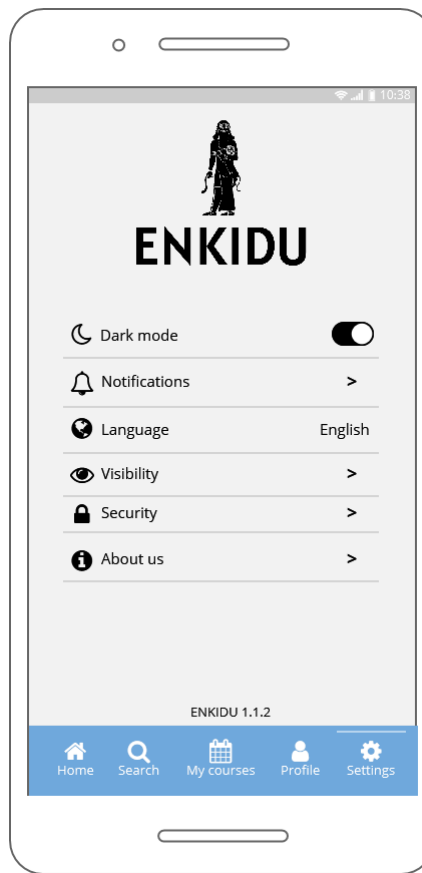 10:38
ENKIDU
Dark mode
Notifications >
Language English
Visibility >
Security >
About us >
ENKIDU 1.1.2
Home Search My courses Profile Settings